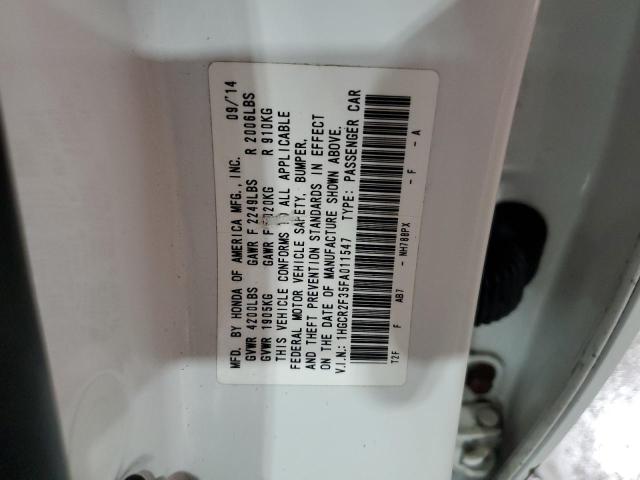 MFD. BY HONDA OF AMERICA MFG., INC. 09/'14
GVWR 4200LBS GAWR F 2249LBS R 2006LBS
GVWR 1905KG GAWR F R 910KG
THIS VEHICLE CONFORMS TO ALL APPLICABLE
FEDERAL MOTOR VEHICLE SAFETY, BUMPER,
AND THEFT PREVENTION STANDARDS IN EFFECT
ON THE DATE OF MANUFACTURE SHOWN ABOVE.
V.I.N.: 1HGCR2F35FA011547 TYPE: PASSENGER CAR
TZF F AB7 - NH788PX - F - A